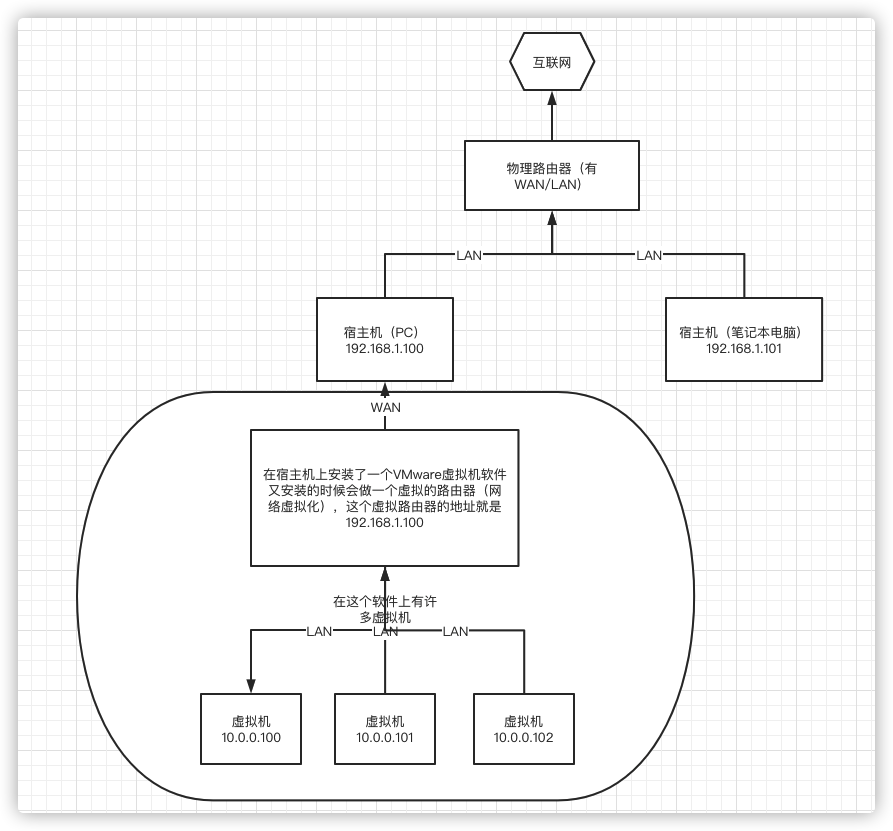 互联网
物理路由器（有
WAN/LAN)
LAN
LAN
宿主机（PC）
192.168.1.100
宿主机（笔记本电脑）
192.168.1.101
WAN
在宿主机上安装了一个VMware虚拟机软件
又安装的时候会做一个虚拟的路由器（网
络虚拟化），这个虚拟路由器的地址就是
192.168.1.100
在这个软件上有许
多虚拟机
LAN
LAN
LAN
虚拟机
10.0.0.100
虚拟机
10.0.0.101
虚拟机
10.0.0.102